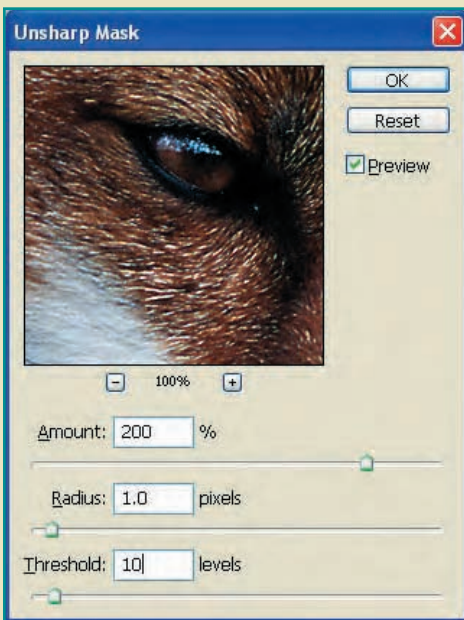 Unsharp Mask
OK
Reset
Preview
100%
Amount: 200 %
Radius: 1.0 pixels
Threshold: 10 levels